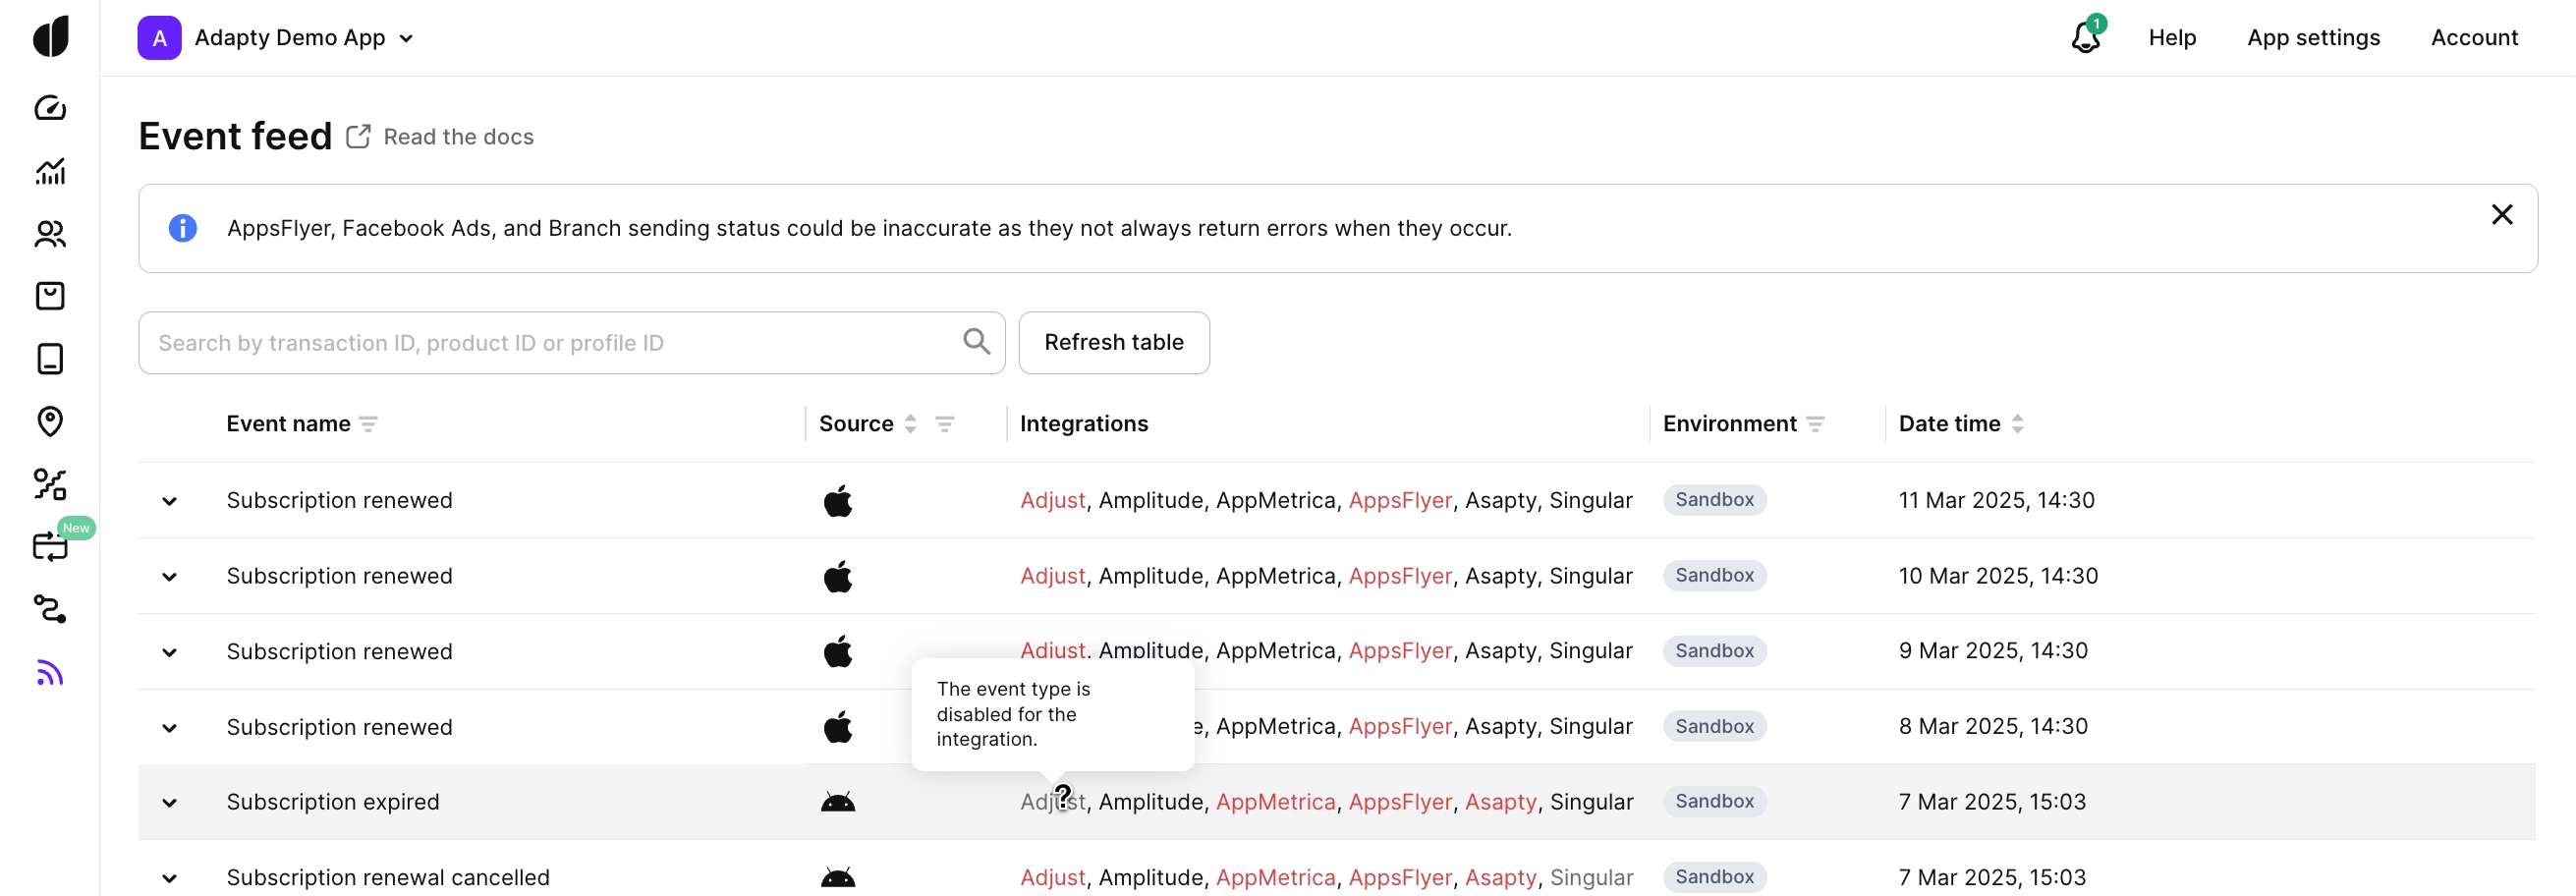 A Adapty Demo App 1 Help App settings Account
Event feed Read the docs
AppsFlyer, Facebook Ads, and Branch sending status could be inaccurate as they not always return errors when they occur.
Search by transaction ID, product ID or profile ID Refresh table
Event name Source Integrations Environment Date time
Subscription renewed Adjust, Amplitude, AppMetrica, AppsFlyer, Asapty, Singular Sandbox 11 Mar 2025, 14:30
New
Subscription renewed Adjust, Amplitude, AppMetrica, AppsFlyer, Asapty, Singular Sandbox 10 Mar 2025, 14:30
Subscription renewed Adjust, Amplitude, AppMetrica, AppsFlyer, Asapty, Singular Sandbox 9 Mar 2025, 14:30
The event type is
disabled for the
integration.
Subscription renewed e, AppMetrica, AppsFlyer, Asapty, Singular Sandbox 8 Mar 2025, 14:30
Subscription expired Adjust, Amplitude, AppMetrica, AppsFlyer, Asapty, Singular Sandbox 7 Mar 2025, 15:03
Subscription renewal cancelled Adjust, Amplitude, AppMetrica, AppsFlyer, Asapty, Singular Sandbox 7 Mar 2025, 15:03